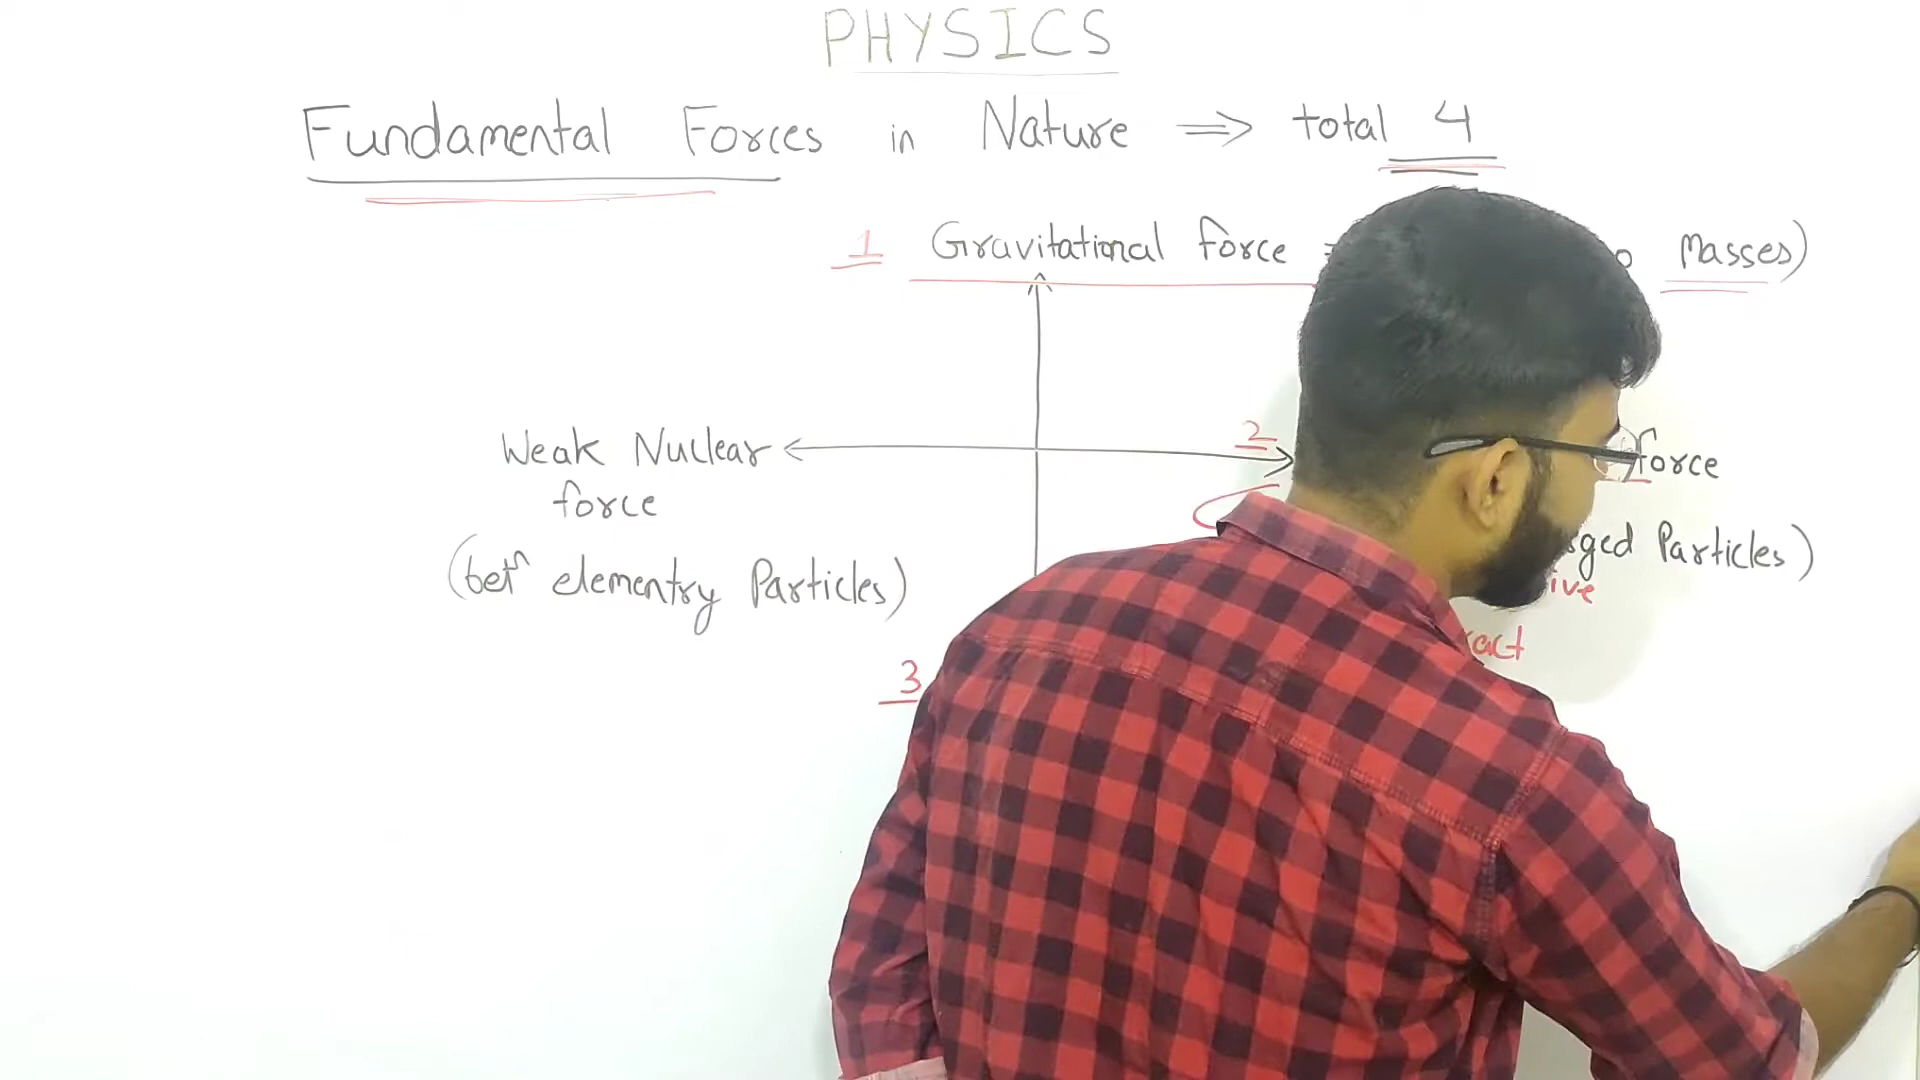 PHYSICS
Fundamental Forces in Nature ⇒ total 4
1 Gravitational force Masses)
2
Weak Nuclear force
force
(betⁿ elementry Particles) Particles)
3